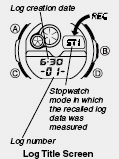 Log creation date
REC
A
ST1
B
6-30
-01-
C
D
Stopwatch
mode in which
the recalled log
data was
measured
Log number
Log Title Screen